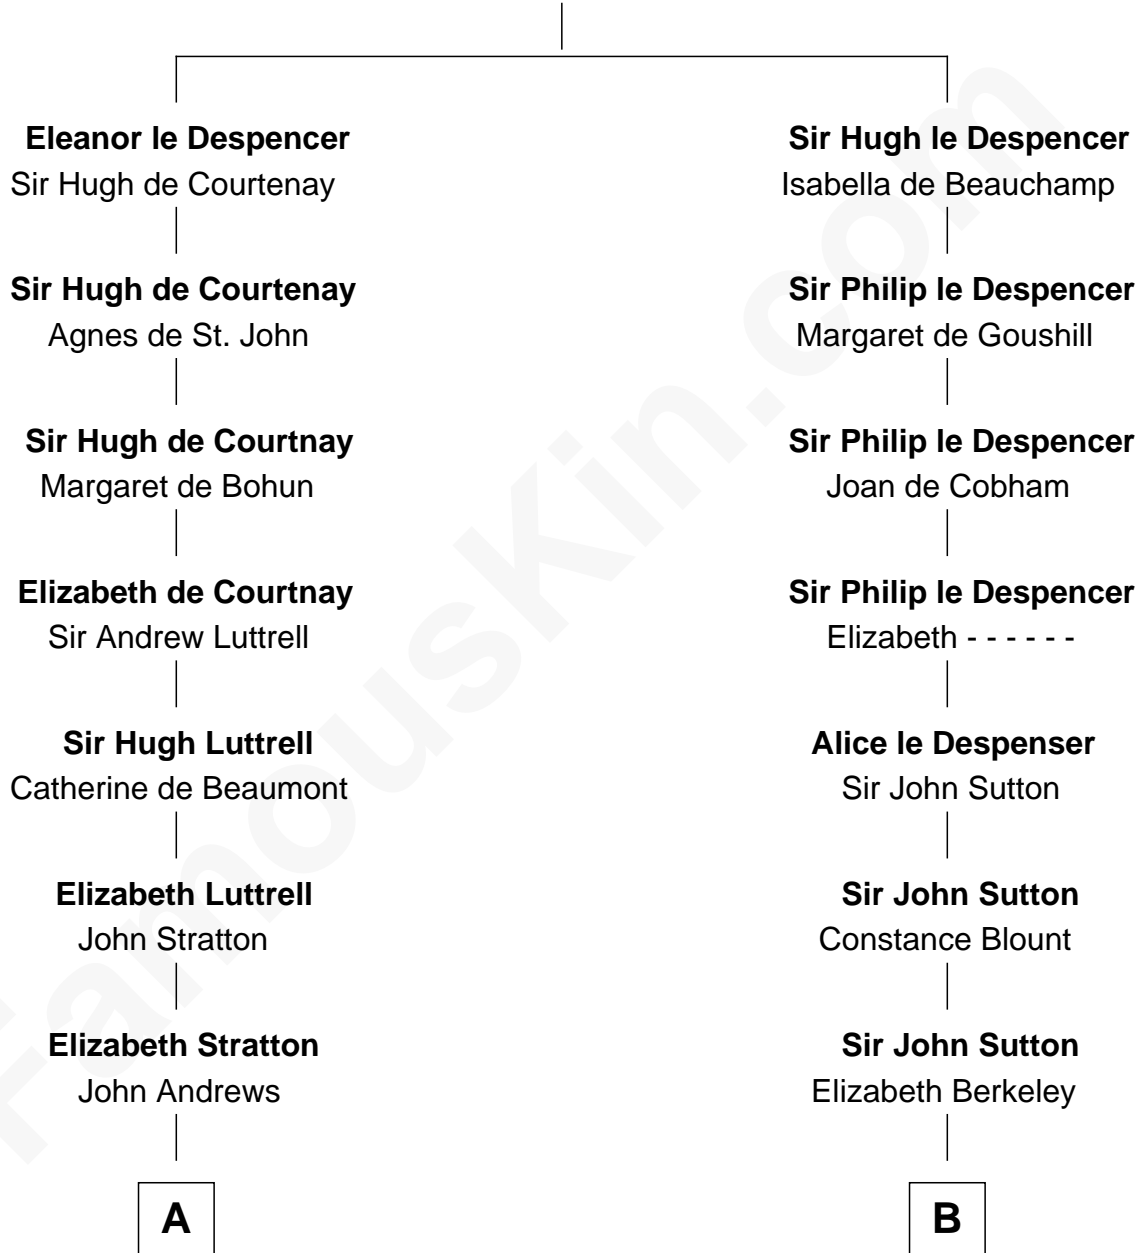 Eleanor le Despencer
Sir Hugh de Courtenay
Sir Hugh de Courtenay
Agnes de St. John
Sir Hugh de Courtnay
Margaret de Bohun
Elizabeth de Courtnay
Sir Andrew Luttrell
Sir Hugh Luttrell
Catherine de Beaumont
Elizabeth Luttrell
John Stratton
Elizabeth Stratton
John Andrews
A
Sir Hugh le Despencer
Isabella de Beauchamp
Sir Philip le Despencer
Margaret de Goushill
Sir Philip le Despencer
Joan de Cobham
Sir Philip le Despencer
Elizabeth - - - - - -
Alice le Despenser
Sir John Sutton
Sir John Sutton
Constance Blount
Sir John Sutton
Elizabeth Berkeley
B
FamousKin.com